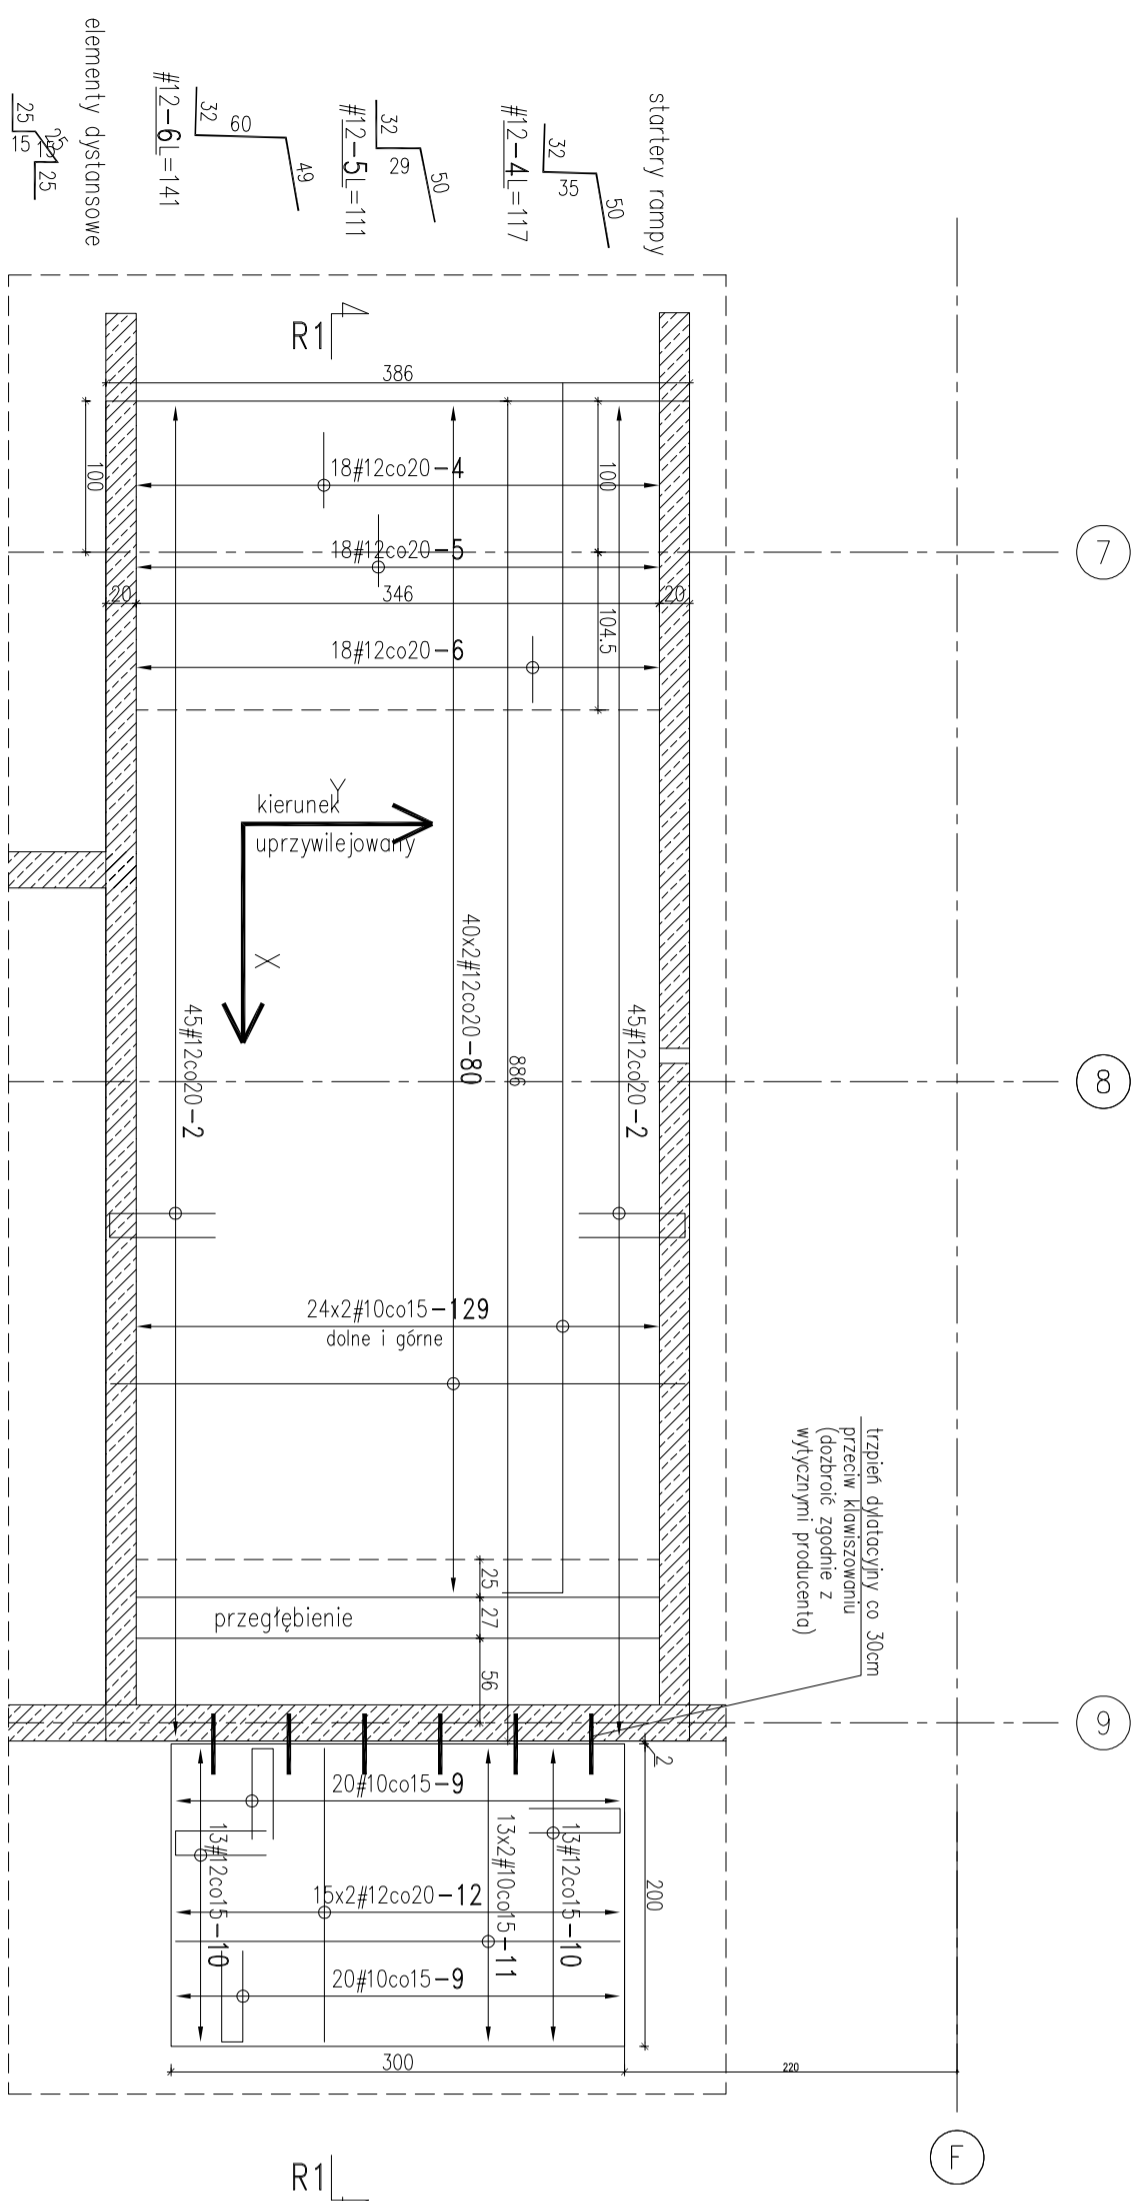 startery rampy
32
35
50
#12-4 L=117
32
29
50
#12-5 L=111
32
60
49
#12-6 L=141
elementy dystansowe
25
15
25
15
25
R1
386
100
100
18#12co20-4
18#12co20-5
20
346
20
104.5
18#12co20-6
7
kierunek
Y
uprzywilejowany
X
40x2#12co20-80
886
45#12co20-2
45#12co20-2
8
24x2#10co15-129
dolne i górne
trzpień dylatacyjny co 30cm
przeciw klawiszowaniu
(dozbroić zgodnie z
wytycznymi producenta)
25
27
56
przegłębienie
9
2
20#10co15-9
13#12co15-10
13x2#10co15-11
13#12co15-10
15x2#12co20-12
20#10co15-9
200
300
220
F
R1